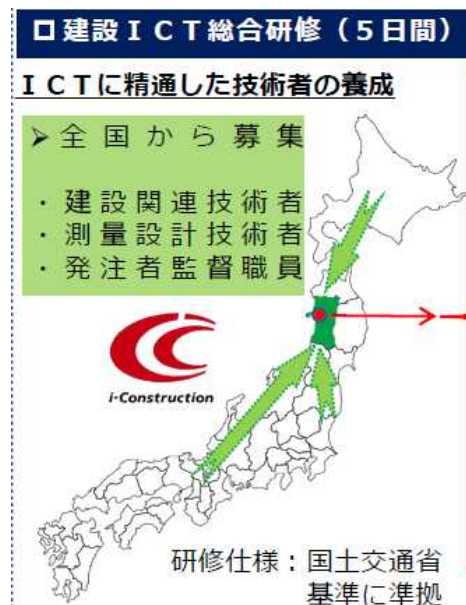 □建設ICT総合研修（5日間）
ICTに精通した技術者の養成
➢全国から募集
・建設関連技術者
・測量設計技術者
・発注者監督職員
i-Construction
研修仕様：国土交通省
基準に準拠